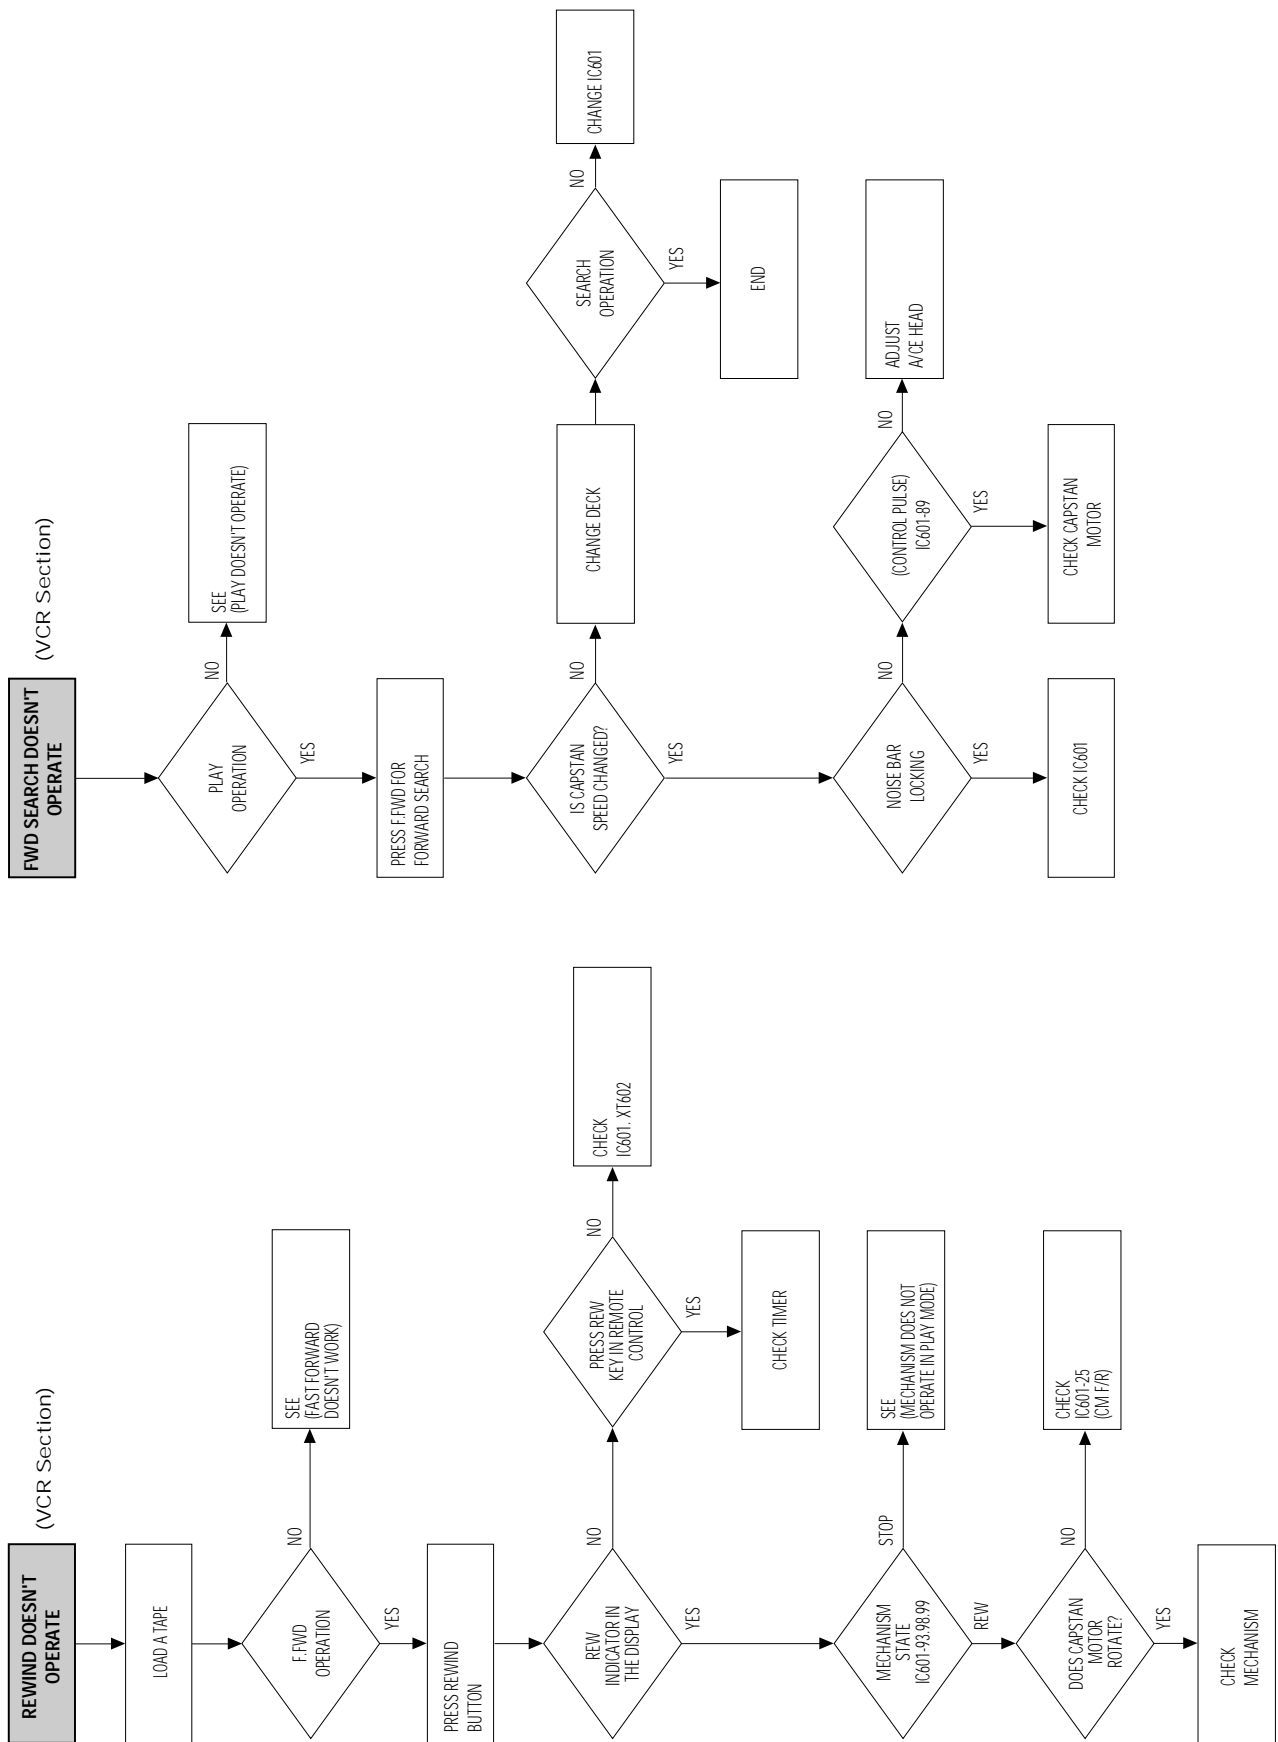 REWIND DOESN'T
OPERATE
(VCR Section)
LOAD A TAPE
F.FWD
OPERATION
NO
SEE
(FAST FORWARD
DOESN'T WORK)
YES
PRESS REWIND
BUTTON
REW
INDICATOR IN
THE DISPLAY
NO
PRESS REW
KEY IN REMOTE
CONTROL
NO
CHECK
IC601. XT602
YES
CHECK TIMER
YES
MECHANISM
STATE
IC601-93.98.99
STOP
SEE
(MECHANISM DOES NOT
OPERATE IN PLAY MODE)
REW
DOES CAPSTAN
MOTOR
ROTATE?
NO
CHECK
IC601-25
(CM F/R)
YES
CHECK
MECHANISM
FWD SEARCH DOESN'T
OPERATE
(VCR Section)
PLAY
OPERATION
NO
SEE
(PLAY DOESN'T OPERATE)
YES
PRESS F.FWD FOR
FORWARD SEARCH
IS CAPSTAN
SPEED CHANGED?
NO
CHANGE DECK
SEARCH
OPERATION
NO
CHANGE IC601
YES
END
YES
NOISE BAR
LOCKING
NO
(CONTROL PULSE)
IC601-89
NO
ADJUST
A/CE HEAD
YES
CHECK CAPSTAN
MOTOR
YES
CHECK IC601